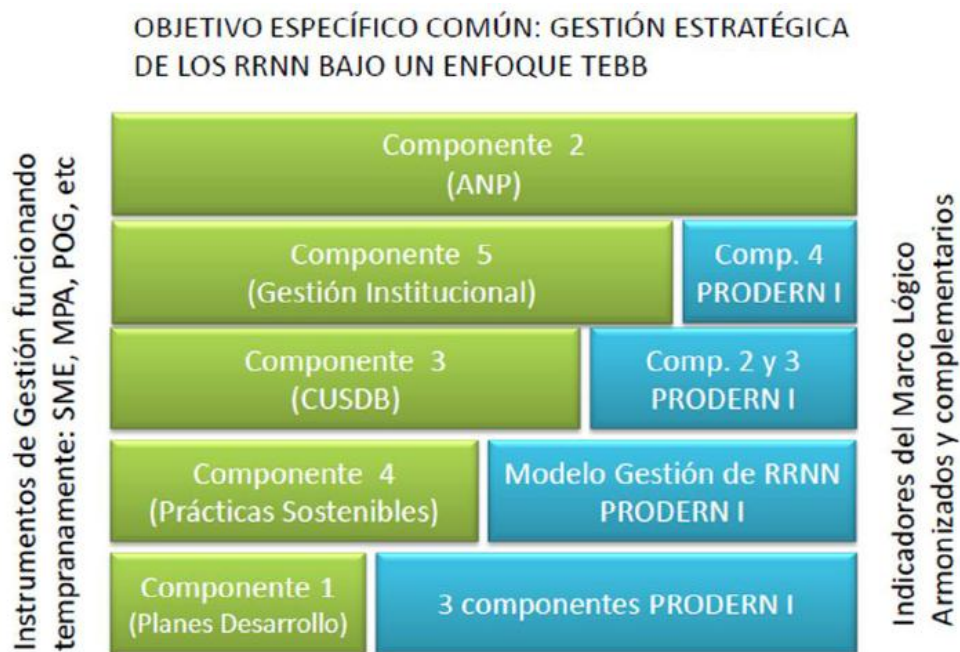 OBJETIVO ESPECÍFICO COMÚN: GESTIÓN ESTRATÉGICA
DE LOS RRNN BAJO UN ENFOQUE TEBB
Instrumentos de Gestión funcionando
tempranamente: SME, MPA, POG, etc
Componente 2
(ANP)
Componente 5
(Gestión Institucional)
Comp. 4
PRODERN I
Componente 3
(CUSDB)
Comp. 2 y 3
PRODERN I
Componente 4
(Prácticas Sostenibles)
Modelo Gestión de RRNN
PRODERN I
Componente 1
(Planes Desarrollo)
3 componentes PRODERN I
Indicadores del Marco Lógico
Armonizados y complementarios